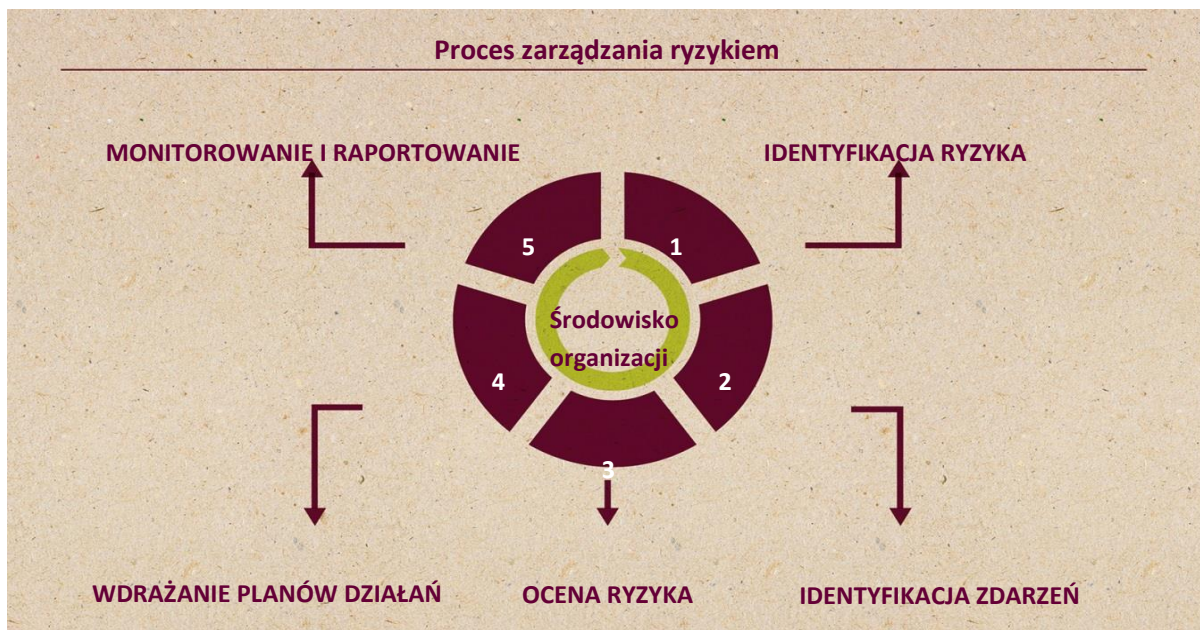 Proces zarządzania ryzykiem
MONITOROWANIE I RAPORTOWANIE
IDENTYFIKACJA RYZYKA
5
1
Środowisko
organizacji
4
2
3
WDRAŻANIE PLANÓW DZIAŁAŃ
OCENA RYZYKA
IDENTYFIKACJA ZDARZEŃ